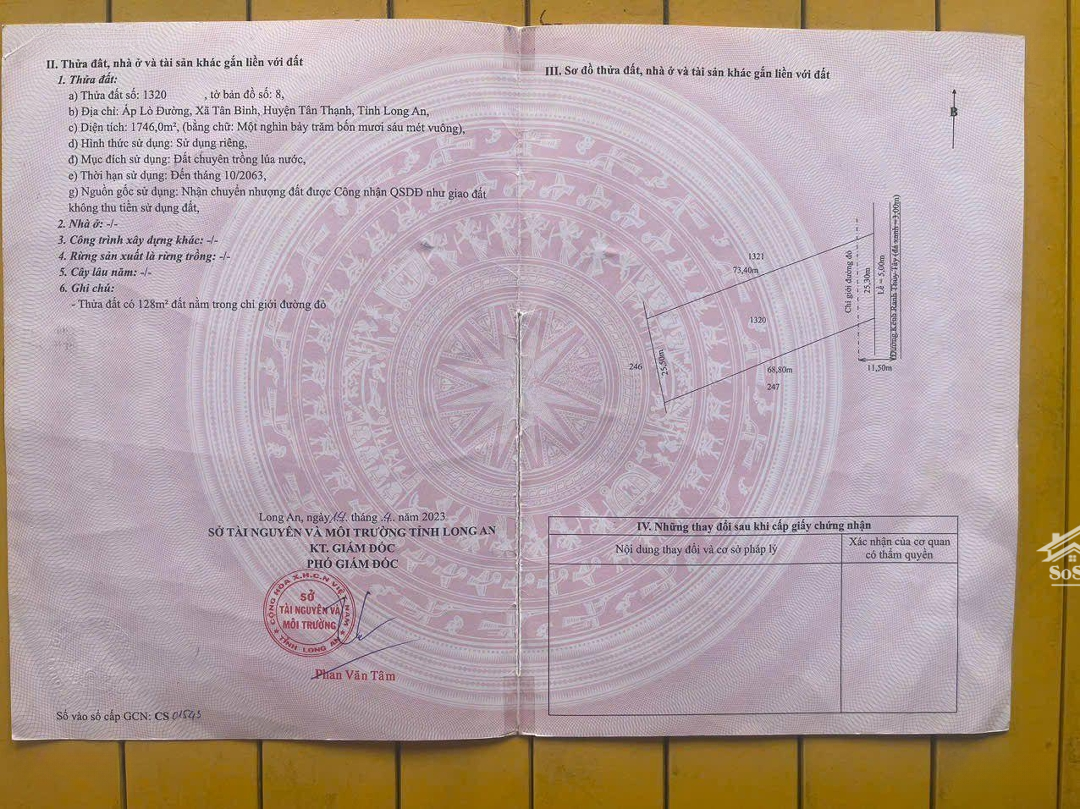 II. Thửa đất, nhà ở và tài sản khác gắn liền với đất
1. Thửa đất:
a) Thửa đất số: 1320 , tờ bản đồ số: 8,
b) Địa chỉ: Ấp Lò Đường, Xã Tân Bình, Huyện Tân Thạnh, Tỉnh Long An,
c) Diện tích: 1746,0m², (bằng chữ: Một nghìn bảy trăm bốn mươi sáu mét vuông),
d) Hình thức sử dụng: Sử dụng riêng,
đ) Mục đích sử dụng: Đất chuyên trồng lúa nước,
e) Thời hạn sử dụng: Đến tháng 10/2063,
g) Nguồn gốc sử dụng: Nhận chuyển nhượng đất được Công nhận QSDĐ như giao đất
không thu tiền sử dụng đất,
2. Nhà ở: -/-
3. Công trình xây dựng khác: -/-
4. Rừng sản xuất là rừng trồng: -/-
5. Cây lâu năm: -/-
6. Ghi chú:
- Thửa đất có 128m² đất nằm trong chỉ giới đường đỏ
Long An, ngày 14 tháng 4 năm 2023
SỞ TÀI NGUYÊN VÀ MÔI TRƯỜNG TỈNH LONG AN
KT. GIÁM ĐỐC
PHÓ GIÁM ĐỐC
CỘNG HÒA X.H.C.N VIỆT NAM
SỞ
TÀI NGUYÊN VÀ
MÔI TRƯỜNG
TỈNH LONG AN
Phan Văn Tâm
Số vào sổ cấp GCN: CS 01543
III. Sơ đồ thửa đất, nhà ở và tài sản khác gắn liền với đất
B
1321
73,40m
1320
246
25,50m
68,80m
247
Chỉ giới đường đỏ
25,30m
Lề = 5,00m
11,50m
IV. Những thay đổi sau khi cấp giấy chứng nhận
Nội dung thay đổi và cơ sở pháp lý
Xác nhận của cơ quan
có thẩm quyền